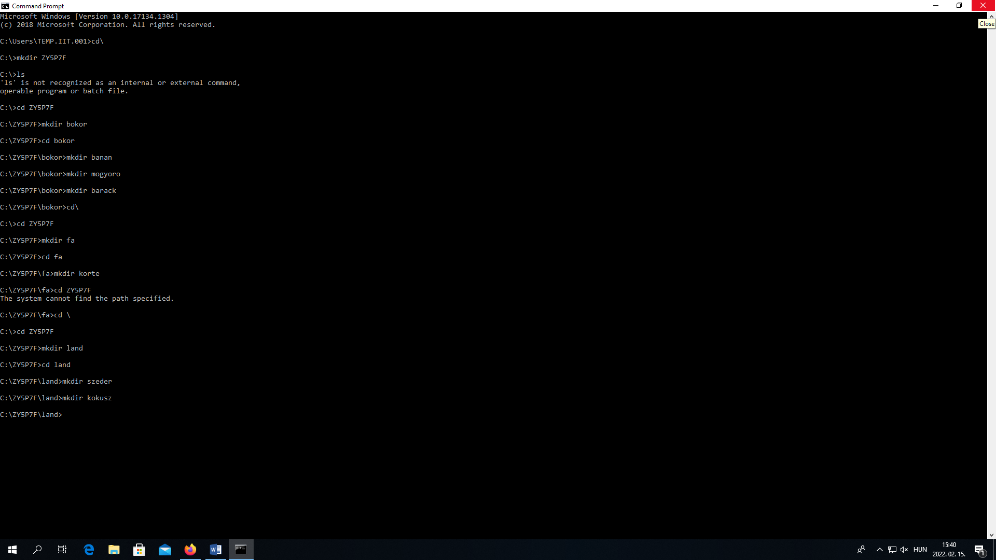 Command Prompt
Close
Microsoft Windows [Version 10.0.17134.1304]
(c) 2018 Microsoft Corporation. All rights reserved.
C:\Users\TEMP.IIT.001>cd\
C:\>mkdir ZYSP7F
C:\>ls
'ls' is not recognized as an internal or external command,
operable program or batch file.
C:\>cd ZYSP7F
C:\ZYSP7F>mkdir bokor
C:\ZYSP7F>cd bokor
C:\ZYSP7F\bokor>mkdir banan
C:\ZYSP7F\bokor>mkdir mogyoro
C:\ZYSP7F\bokor>mkdir barack
C:\ZYSP7F\bokor>cd\
C:\>cd ZYSP7F
C:\ZYSP7F>mkdir fa
C:\ZYSP7F>cd fa
C:\ZYSP7F\fa>mkdir korte
C:\ZYSP7F\fa>cd ZYSP7F
The system cannot find the path specified.
C:\ZYSP7F\fa>cd \
C:\>cd ZYSP7F
C:\ZYSP7F>mkdir land
C:\ZYSP7F>cd land
C:\ZYSP7F\land>mkdir szeder
C:\ZYSP7F\land>mkdir kokusz
C:\ZYSP7F\land>
HUN
15:40
2022. 02. 15.